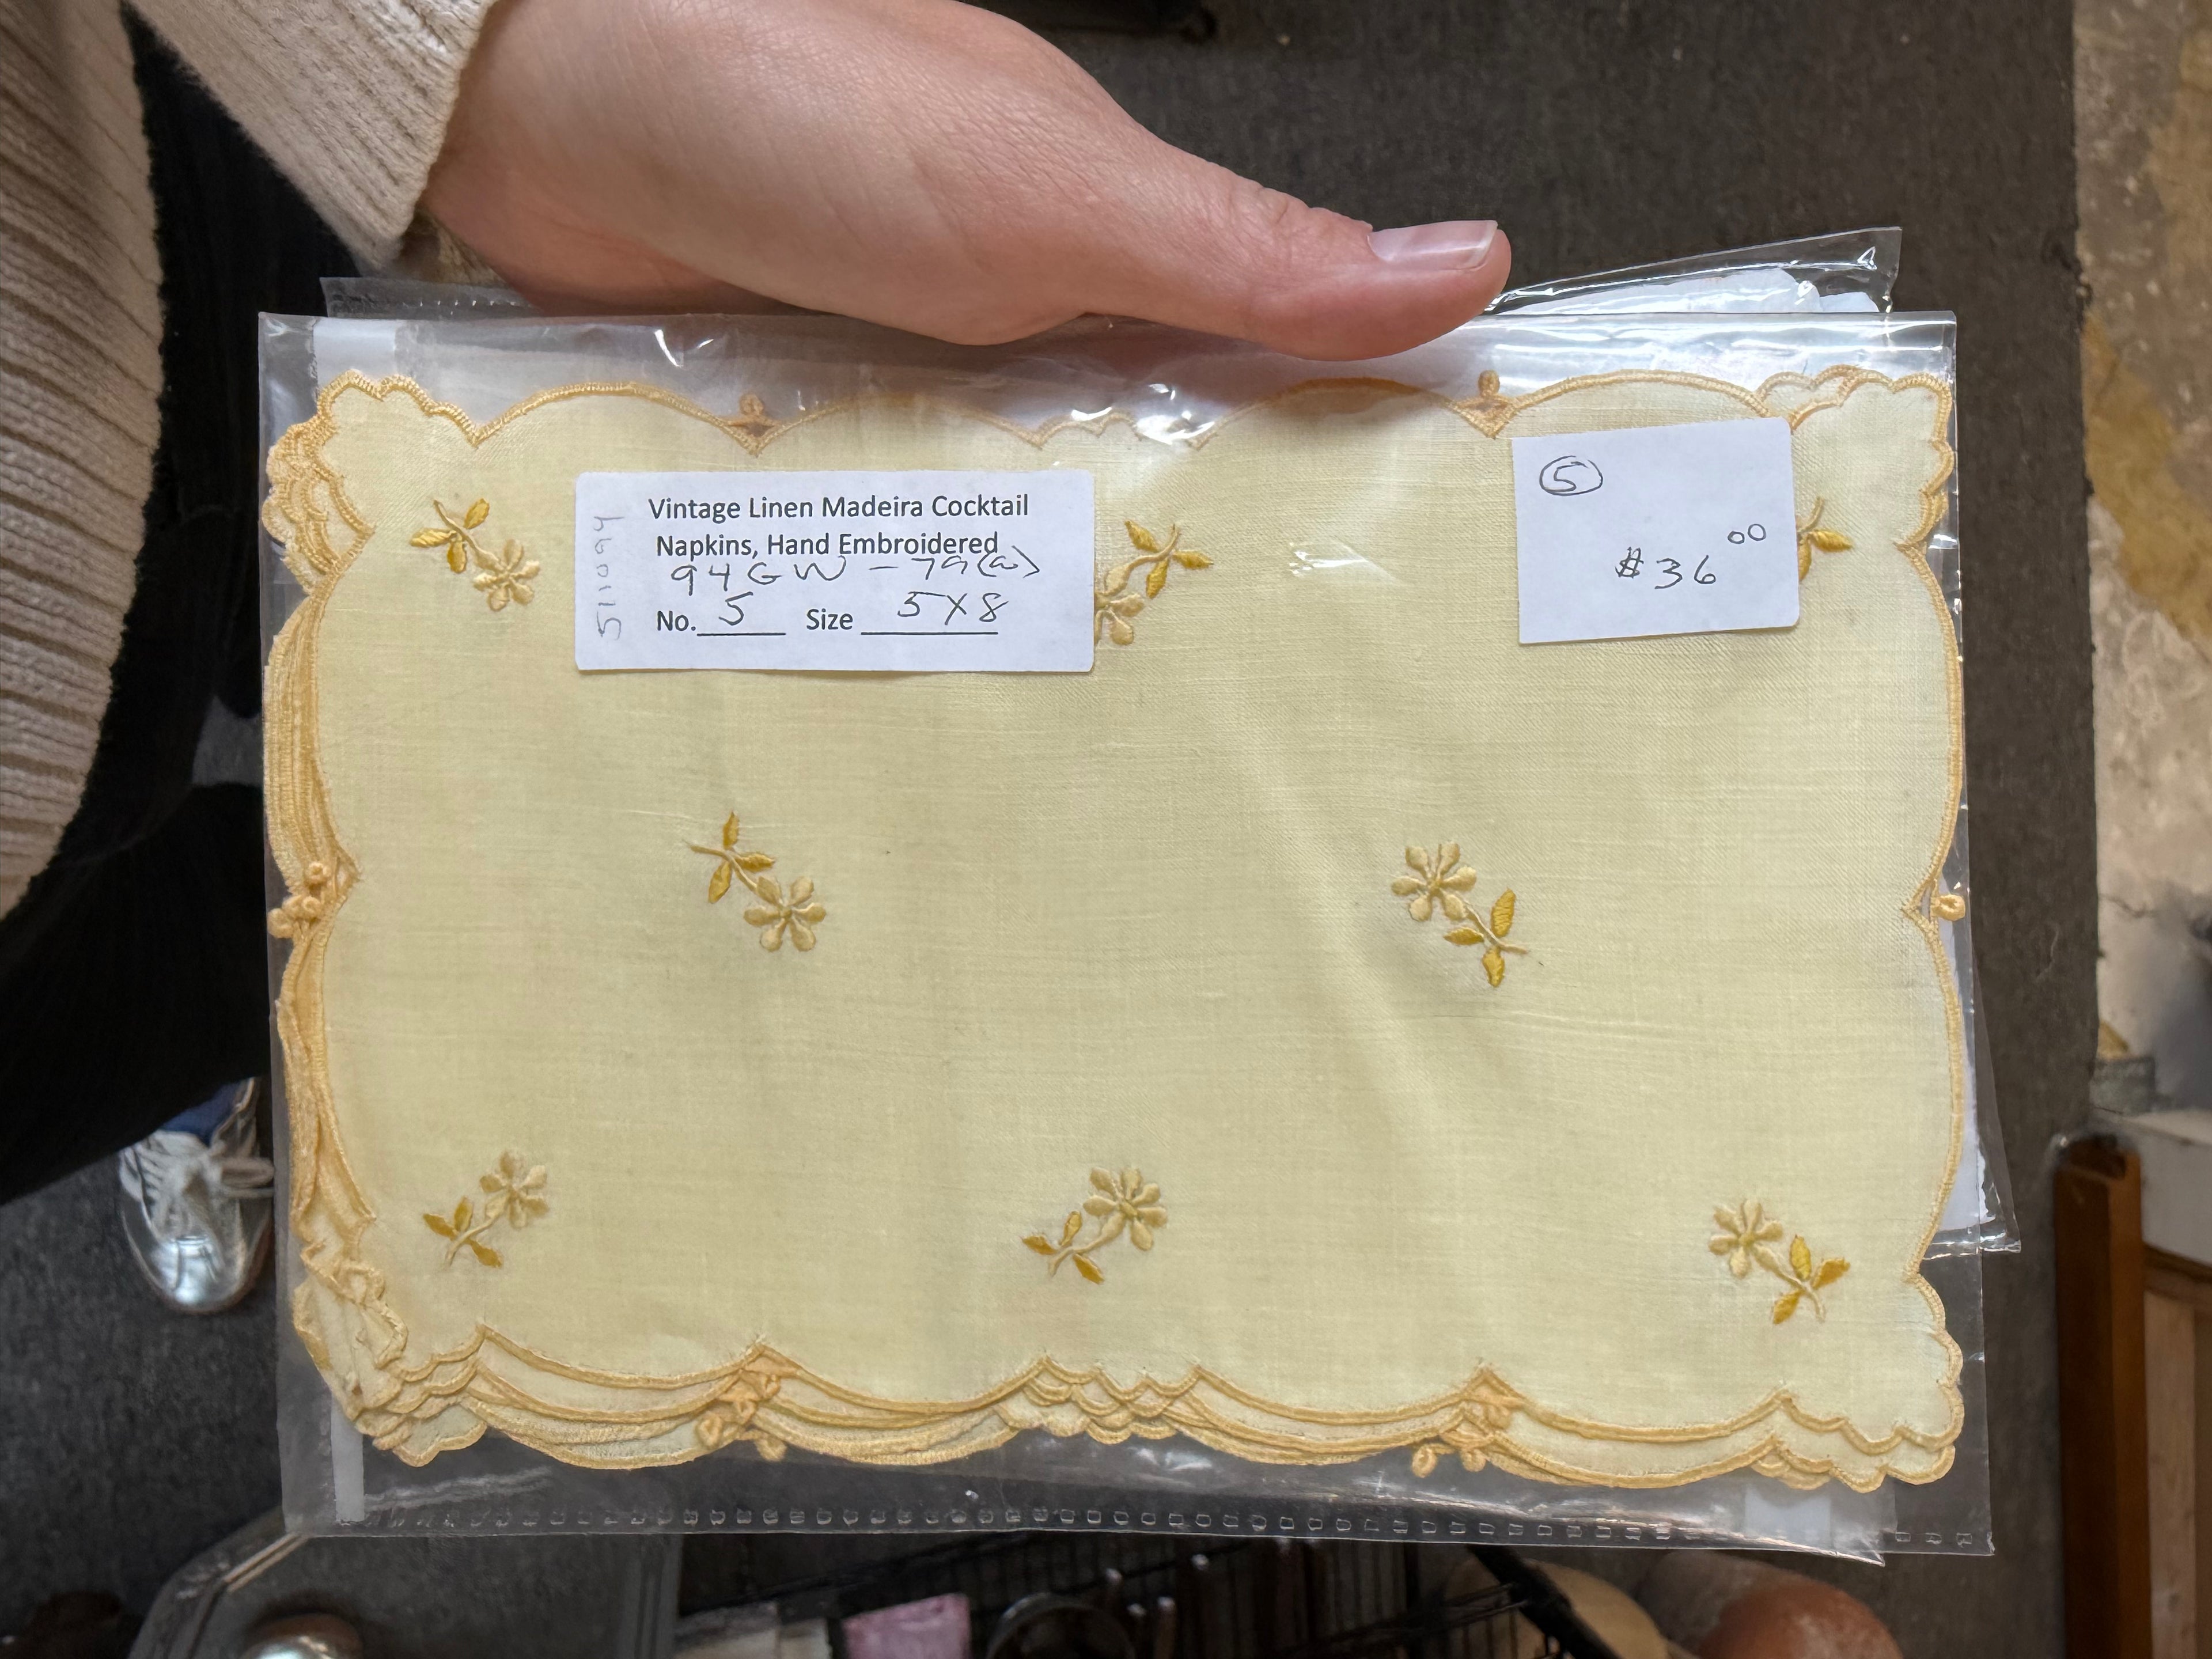 Vintage Linen Madeira Cocktail
Napkins, Hand Embroidered
94GW - 79(a)
No. 5 Size 5X8
511094
5
$36 00